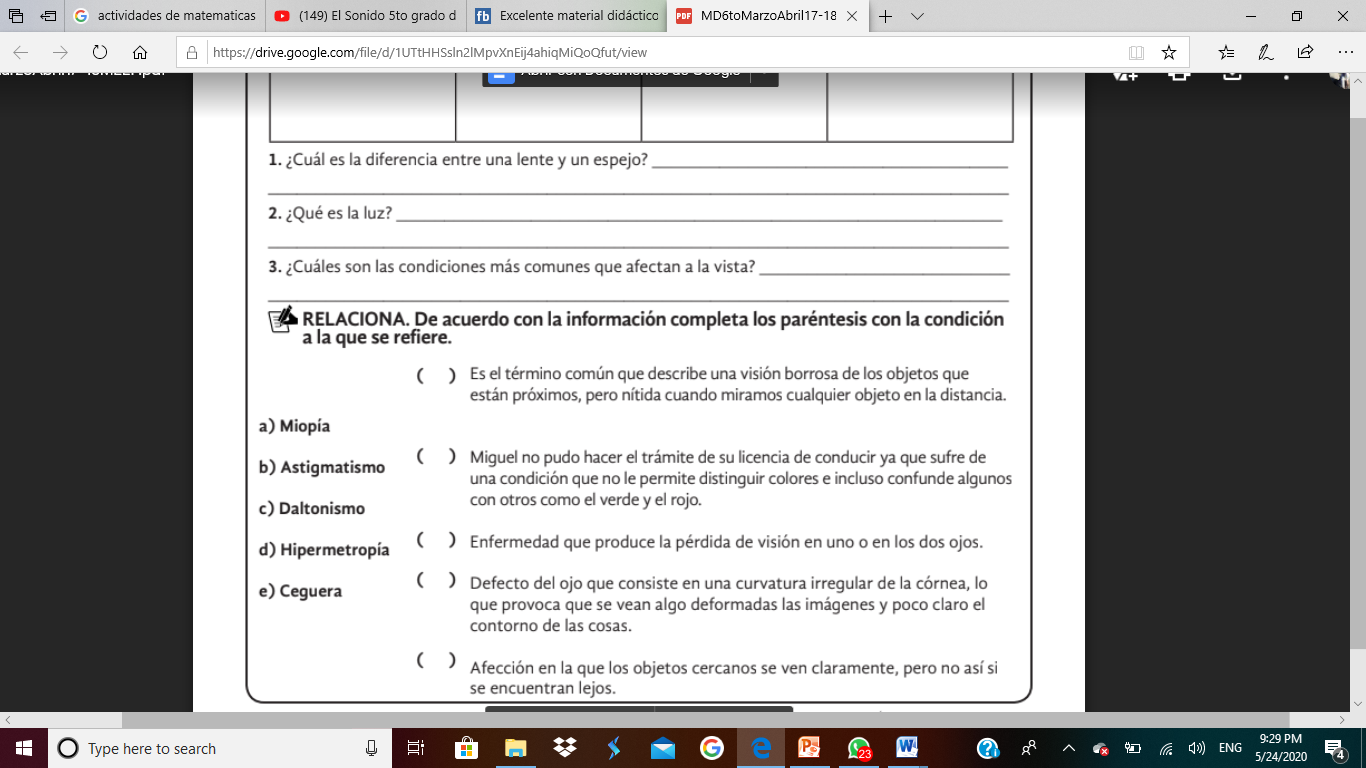 actividades de matematicas
(149) El Sonido 5to grado d
Excelente material didáctico
MD6toMarzoAbril17-18
https://drive.google.com/file/d/1UTtHHSsln2lMpvXnEij4ahiqMiQoQfut/view
Abrir con Documentos de Google
1. ¿Cuál es la diferencia entre una lente y un espejo?
2. ¿Qué es la luz?
3. ¿Cuáles son las condiciones más comunes que afectan a la vista?
RELACIONA. De acuerdo con la información completa los paréntesis con la condición
a la que se refiere.
a) Miopía
b) Astigmatismo
c) Daltonismo
d) Hipermetropía
e) Ceguera
( ) Es el término común que describe una visión borrosa de los objetos que
están próximos, pero nítida cuando miramos cualquier objeto en la distancia.
( ) Miguel no pudo hacer el trámite de su licencia de conducir ya que sufre de
una condición que no le permite distinguir colores e incluso confunde algunos
con otros como el verde y el rojo.
( ) Enfermedad que produce la pérdida de visión en uno o en los dos ojos.
( ) Defecto del ojo que consiste en una curvatura irregular de la córnea, lo
que provoca que se vean algo deformadas las imágenes y poco claro el
contorno de las cosas.
( ) Afección en la que los objetos cercanos se ven claramente, pero no así si
se encuentran lejos.
Type here to search
23
ENG
9:29 PM
5/24/2020
4